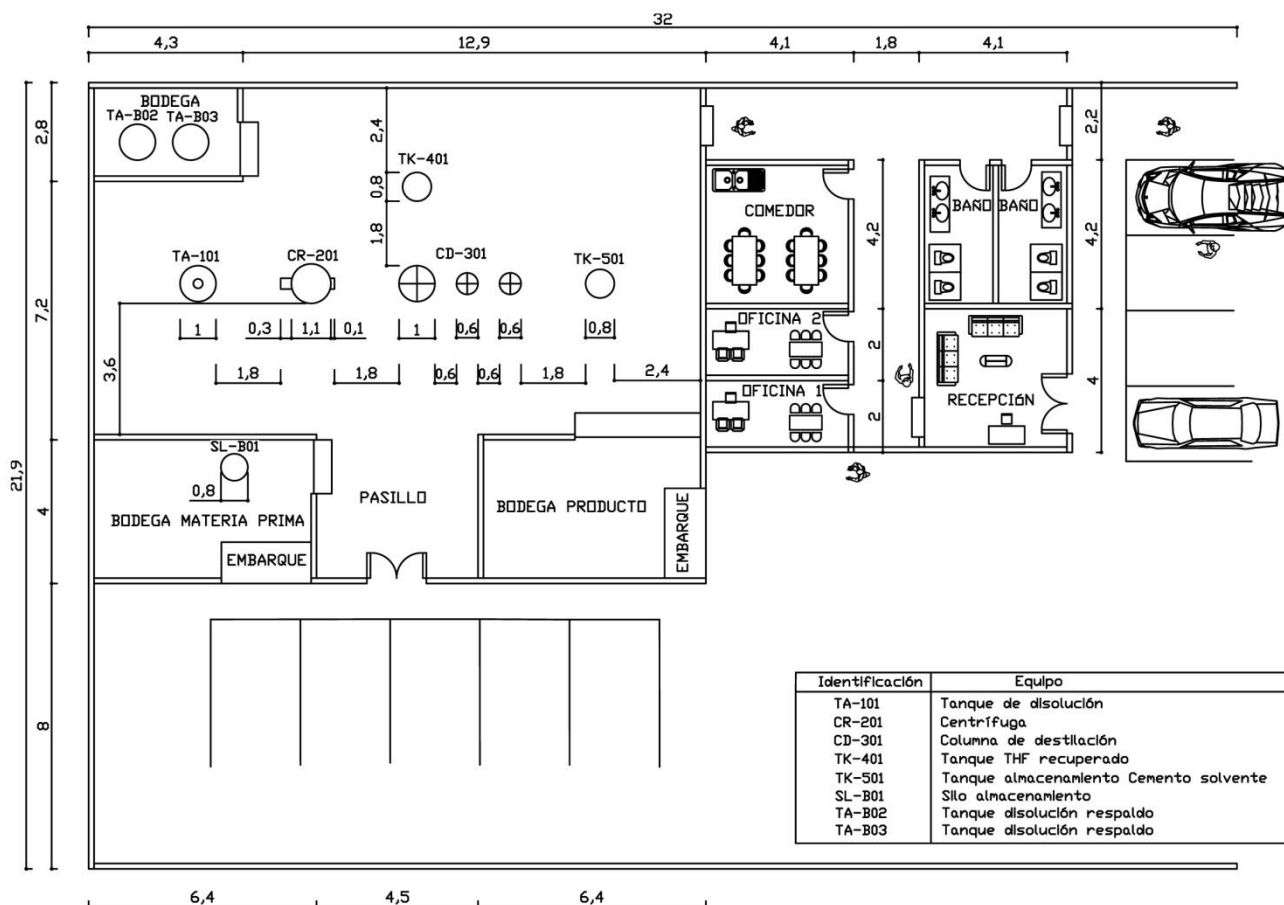 32
4,3
12,9
4,1
1,8
4,1
BODEGA
TA-B02
TA-B03
2,8
2,4
2,2
TK-401
0,8
1,8
COMEDOR
BAÑO
BAÑO
4,2
4,2
TA-101
CR-201
CD-301
TK-501
7,2
1
0,3
1,1
0,1
1
0,6
0,6
0,8
OFICINA 2
2
3,6
1,8
1,8
0,6
0,6
1,8
2,4
4
OFICINA 1
RECEPCIóN
2
21,9
SL-B01
0,8
PASILLO
4
BODEGA MATERIA PRIMA
BODEGA PRODUCTO
EMBARQUE
EMBARQUE
8
Identificación Equipo
TA-101 Tanque de disolución
CR-201 Centrífuga
CD-301 Columna de destilación
TK-401 Tanque THF recuperado
TK-501 Tanque almacenamiento Cemento solvente
SL-B01 Silo almacenamiento
TA-B02 Tanque disolución respaldo
TA-B03 Tanque disolución respaldo
6,4
4,5
6,4